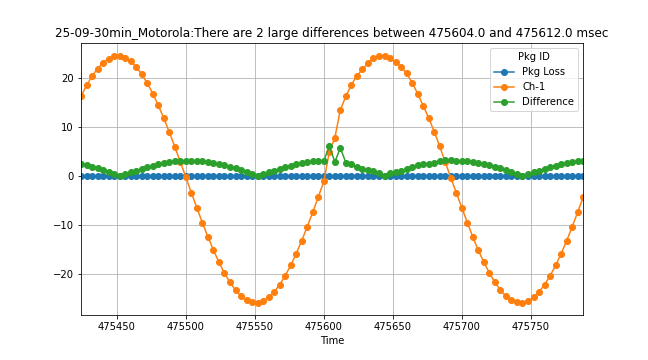 25-09-30min_Motorola:There are 2 large differences between 475604.0 and 475612.0 msec
Pkg ID
Pkg Loss
Ch-1
Difference
20
10
0
−10
−20
475450 475500 475550 475600 475650 475700 475750
Time